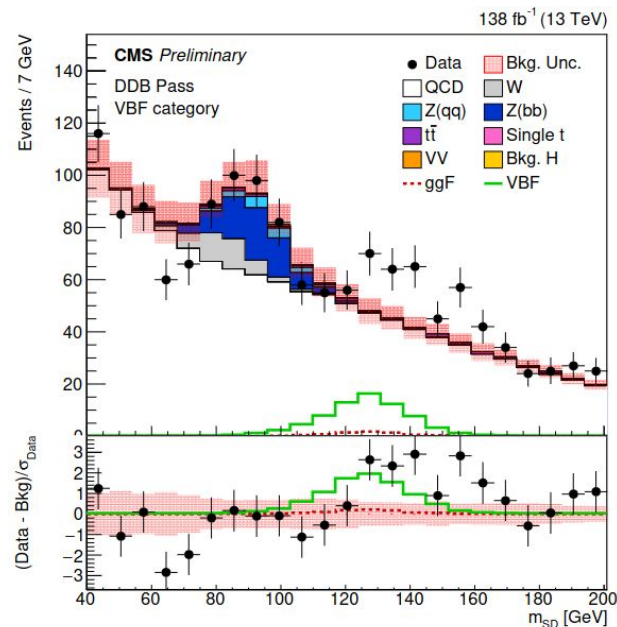 138 fb⁻¹ (13 TeV)
CMS Preliminary
DDB Pass
VBF category
Data
Bkg. Unc.
QCD
W
Z(qq)
Z(bb)
tt̄
Single t
VV
Bkg. H
ggF
VBF
Events / 7 GeV
140
120
100
80
60
40
20
0
(Data - Bkg)/σData
3
2
1
0
−1
−2
−3
40
60
80
100
120
140
160
180
200
mSD [GeV]